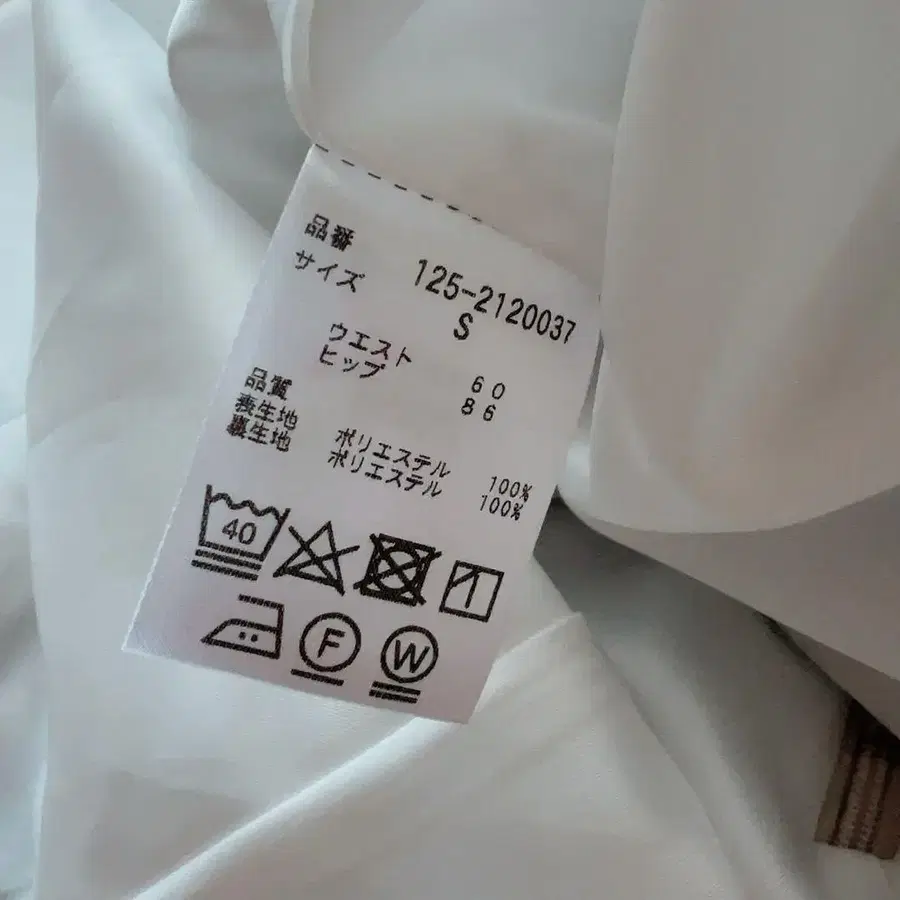 品番 125-2120037
サイズ S
ウエスト 60
ヒップ 86
品質
表生地 ポリエステル 100%
裏生地 ポリエステル 100%
40
F W